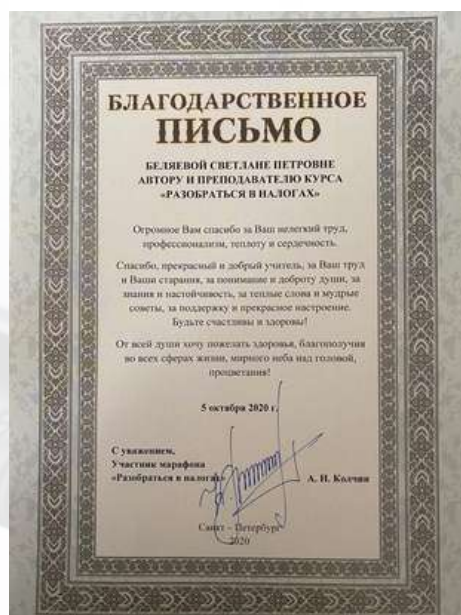 БЛАГОДАРСТВЕННОЕ
ПИСЬМО
БЕЛЯЕВОЙ СВЕТЛАНЕ ПЕТРОВНЕ
АВТОРУ И ПРЕПОДАВАТЕЛЮ КУРСА
«РАЗОБРАТЬСЯ В НАЛОГАХ»
Огромное Вам спасибо за Ваш нелегкий труд,
профессионализм, теплоту и сердечность.
Спасибо, прекрасный и добрый учитель, за Ваш труд
и Ваши старания, за понимание и доброту души, за
знания и настойчивость, за теплые слова и мудрые
советы, за поддержку и прекрасное настроение.
Будьте счастливы и здоровы!
От всей души хочу пожелать здоровья, благополучия
во всех сферах жизни, мирного неба над головой,
процветания!
5 октября 2020 г.
С уважением,
Участник марафона
«Разобраться в налогах» А. Н. Колчин
Санкт – Петербург
2020